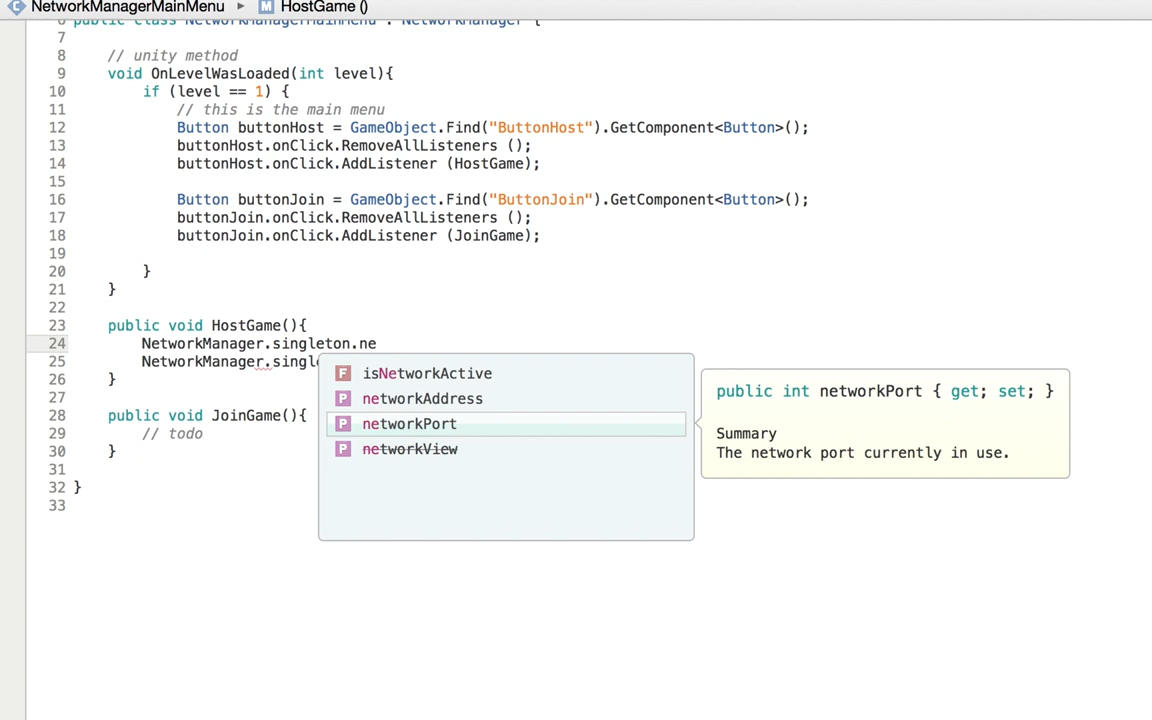 NetworkManagerMainMenu ▸ M HostGame ()
6 public class NetworkManagerMainMenu : NetworkManager {
7
8 // unity method
9 void OnLevelWasLoaded(int level){
10 if (level == 1) {
11 // this is the main menu
12 Button buttonHost = GameObject.Find("ButtonHost").GetComponent<Button>();
13 buttonHost.onClick.RemoveAllListeners ();
14 buttonHost.onClick.AddListener (HostGame);
15
16 Button buttonJoin = GameObject.Find("ButtonJoin").GetComponent<Button>();
17 buttonJoin.onClick.RemoveAllListeners ();
18 buttonJoin.onClick.AddListener (JoinGame);
19
20 }
21 }
22
23 public void HostGame(){
24 NetworkManager.singleton.ne
25 NetworkManager.singl
26 }
27
28 public void JoinGame(){
29 // todo
30 }
31
32 }
33
F isNetworkActive
P networkAddress
P networkPort
P networkView
public int networkPort { get; set; }
Summary
The network port currently in use.